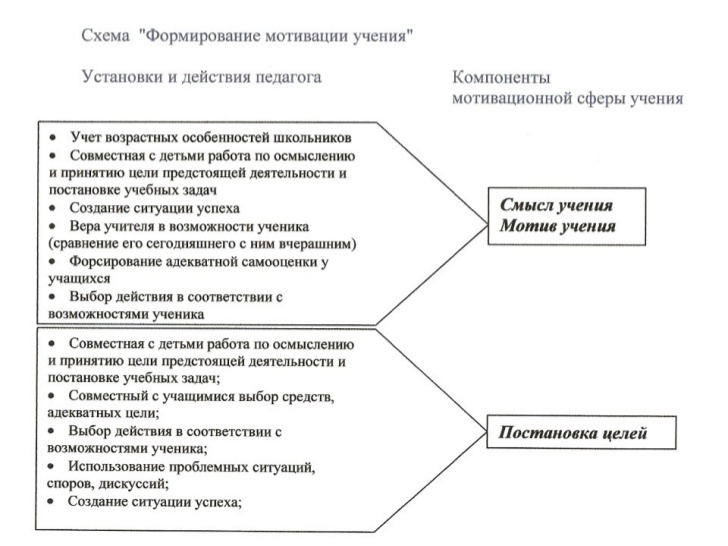 Схема "Формирование мотивации учения"
Установки и действия педагога
Компоненты
мотивационной сферы учения
• Учет возрастных особенностей школьников
• Совместная с детьми работа по осмыслению
и принятию цели предстоящей деятельности и
постановке учебных задач
• Создание ситуации успеха
• Вера учителя в возможности ученика
(сравнение его сегодняшнего с ним вчерашним)
• Форсирование адекватной самооценки у
учащихся
• Выбор действия в соответствии с
возможностями ученика
Смысл учения
Мотив учения
• Совместная с детьми работа по осмыслению
и принятию цели предстоящей деятельности и
постановке учебных задач;
• Совместный с учащимися выбор средств,
адекватных цели;
• Выбор действия в соответствии с
возможностями ученика;
• Использование проблемных ситуаций,
споров, дискуссий;
• Создание ситуации успеха;
Постановка целей